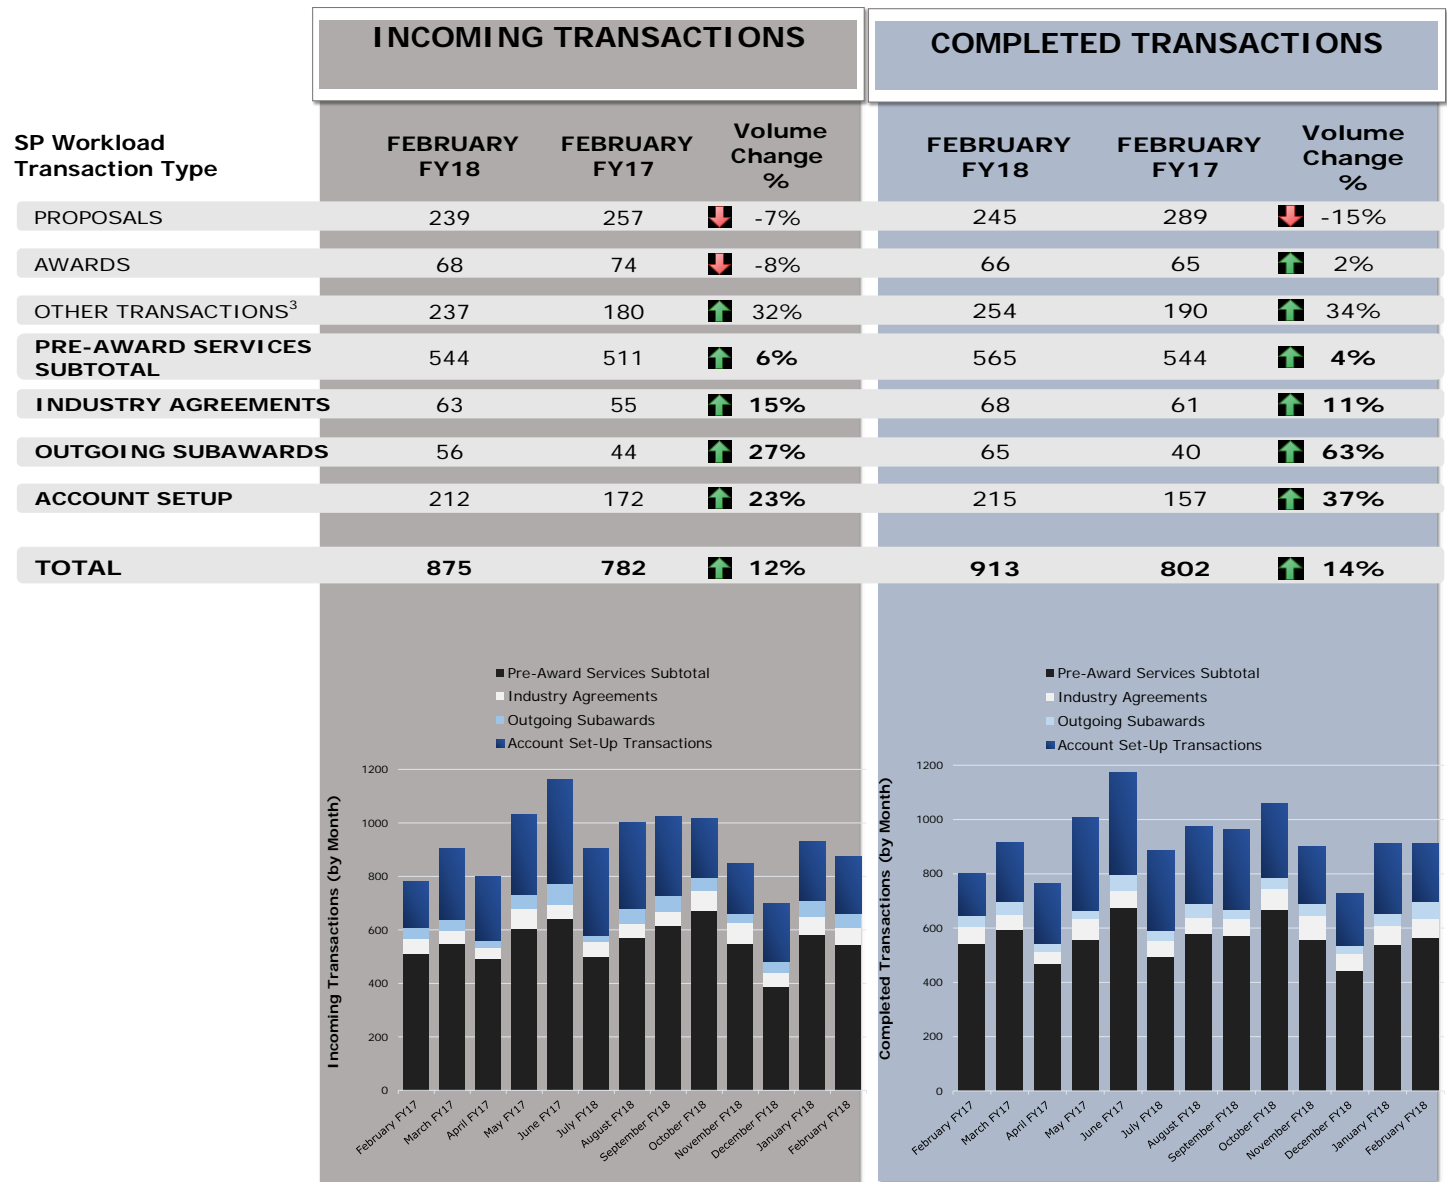 INCOMING TRANSACTIONS
COMPLETED TRANSACTIONS
SP Workload
Transaction Type
FEBRUARY
FY18
FEBRUARY
FY17
Volume
Change
%
FEBRUARY
FY18
FEBRUARY
FY17
Volume
Change
%
PROPOSALS 239 257 -7% 245 289 -15%
AWARDS 68 74 -8% 66 65 2%
OTHER TRANSACTIONS³ 237 180 32% 254 190 34%
PRE-AWARD SERVICES
SUBTOTAL 544 511 6% 565 544 4%
INDUSTRY AGREEMENTS 63 55 15% 68 61 11%
OUTGOING SUBAWARDS 56 44 27% 65 40 63%
ACCOUNT SETUP 212 172 23% 215 157 37%
TOTAL 875 782 12% 913 802 14%
Pre-Award Services Subtotal
Industry Agreements
Outgoing Subawards
Account Set-Up Transactions
Incoming Transactions (by Month)
1200
1000
800
600
400
200
0
February FY17
March FY17
April FY17
May FY17
June FY17
July FY18
August FY18
September FY18
October FY18
November FY18
December FY18
January FY18
February FY18
Pre-Award Services Subtotal
Industry Agreements
Outgoing Subawards
Account Set-Up Transactions
Completed Transactions (by Month)
1200
1000
800
600
400
200
0
February FY17
March FY17
April FY17
May FY17
June FY17
July FY18
August FY18
September FY18
October FY18
November FY18
December FY18
January FY18
February FY18